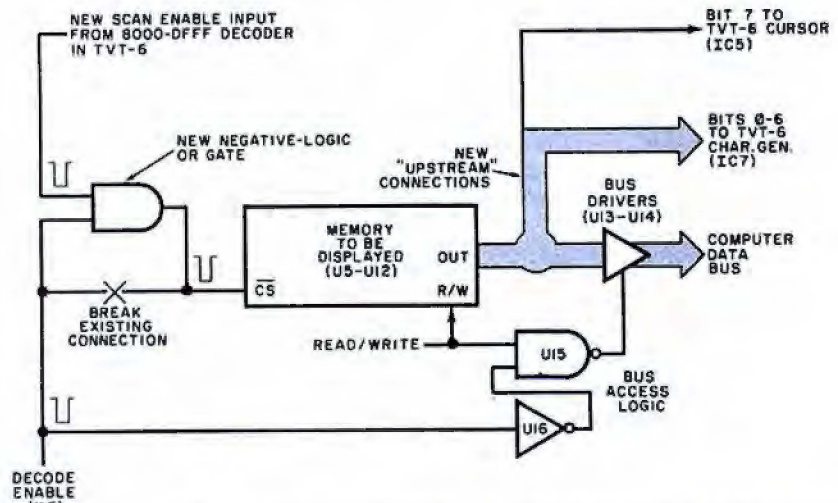 NEW SCAN ENABLE INPUT
FROM 8000-DFFF DECODER
IN TVT-6
BIT 7 TO
TVT-6 CURSOR
(IC5)
NEW NEGATIVE-LOGIC
OR GATE
BITS Ø-6
TO TVT-6
CHAR.GEN.
(IC7)
NEW
"UPSTREAM"
CONNECTIONS
BUS
DRIVERS
(U13-U14)
MEMORY
TO BE
DISPLAYED
(U5-U12)
OUT
COMPUTER
DATA
BUS
CS
R/W
BREAK
EXISTING
CONNECTION
READ/WRITE
U15
BUS
ACCESS
LOGIC
U16
DECODE
ENABLE